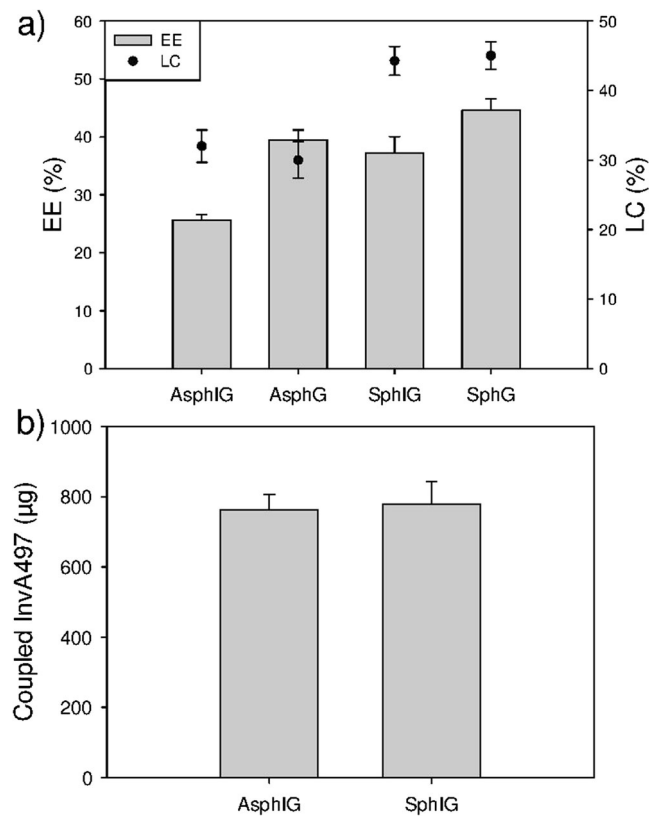 a)
60
50
40
30
20
10
0
EE (%)
EE
LC
50
40
30
20
10
0
LC (%)
AsphIG AsphG SphIG SphG
b)
1000
800
600
400
200
0
Coupled InvA497 (µg)
AsphIG SphIG